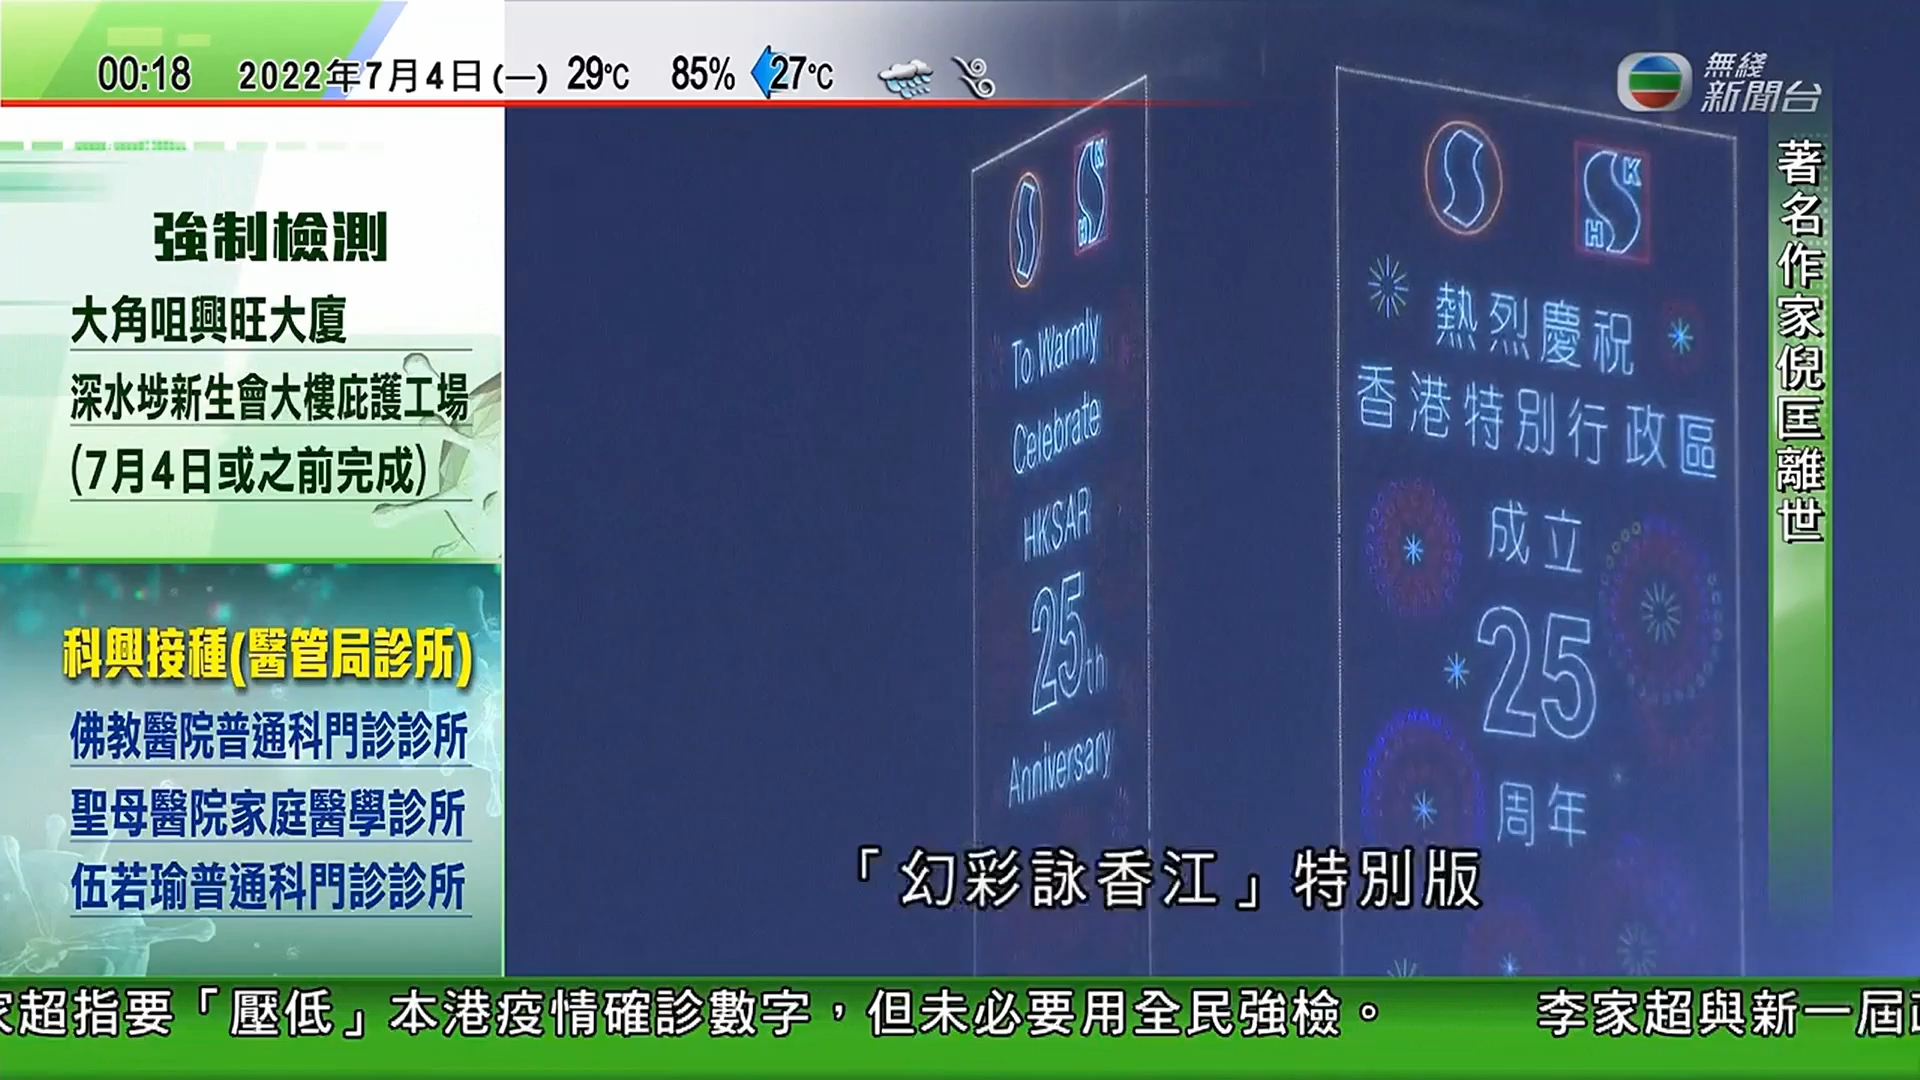 00:18 2022年7月4日(一) 29℃ 85% 27℃
無綫
新聞台
強制檢測
大角咀興旺大廈
深水埗新生會大樓庇護工場
(7月4日或之前完成)
科興接種(醫管局診所)
佛教醫院普通科門診診所
聖母醫院家庭醫學診所
伍若瑜普通科門診診所
S
HSK
To Warmly
Celebrate
HKSAR
25th
Anniversary
S
HSK
熱烈慶祝
香港特別行政區
成立
25
周年
著名作家倪匡離世
「幻彩詠香江」特別版
家超指要「壓低」本港疫情確診數字，但未必要用全民強檢。 李家超與新一屆政